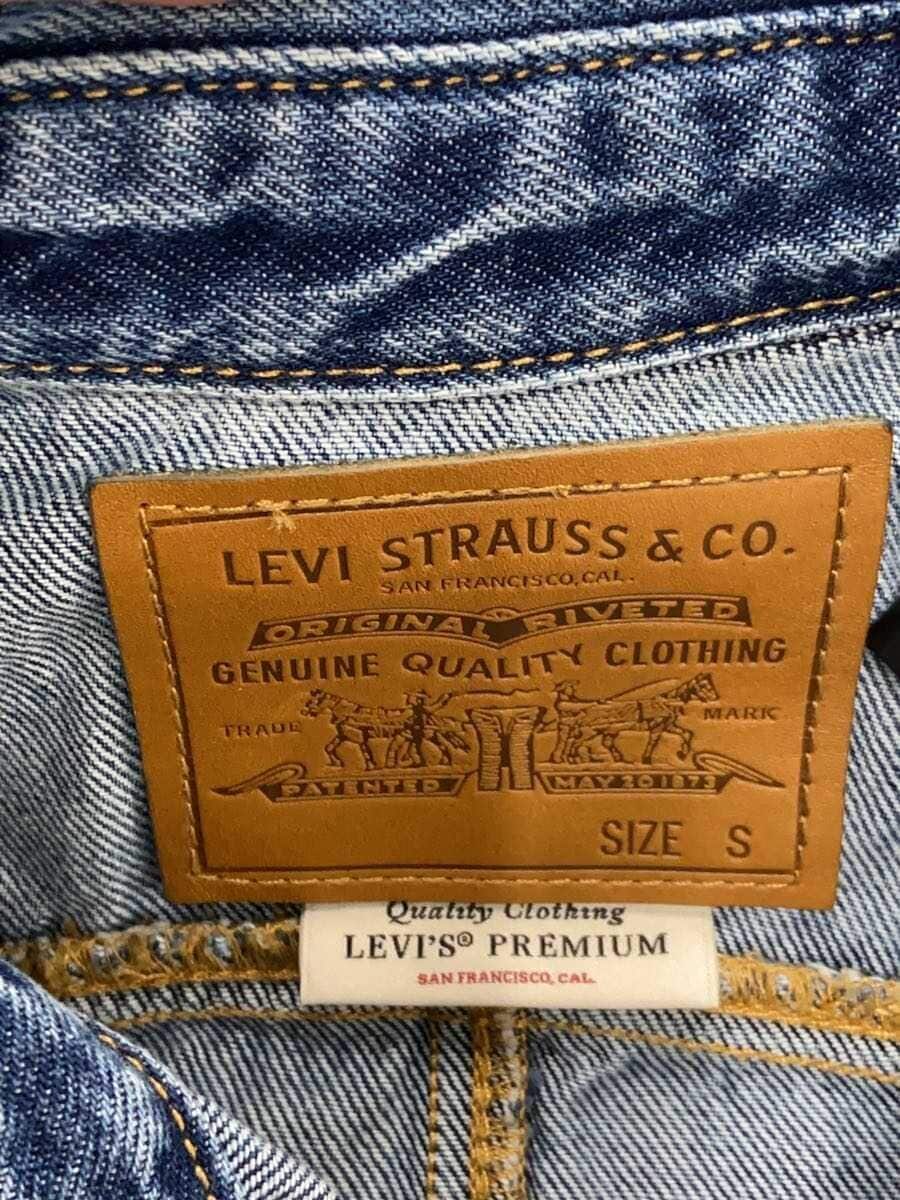 LEVI STRAUSS & CO.
SAN FRANCISCO, CAL.
ORIGINAL RIVETED
GENUINE QUALITY CLOTHING
TRADE MARK
PATENTED MAY 20 1873
SIZE S
Quality Clothing
LEVI'S® PREMIUM
SAN FRANCISCO, CAL.